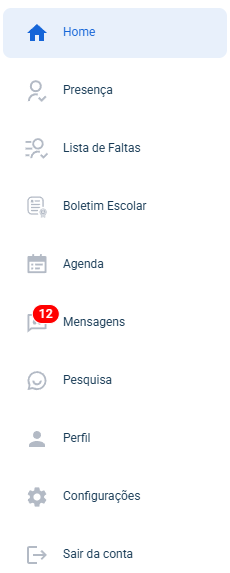 Home
Presença
Lista de Faltas
Boletim Escolar
Agenda
12
Mensagens
Pesquisa
Perfil
Configurações
Sair da conta